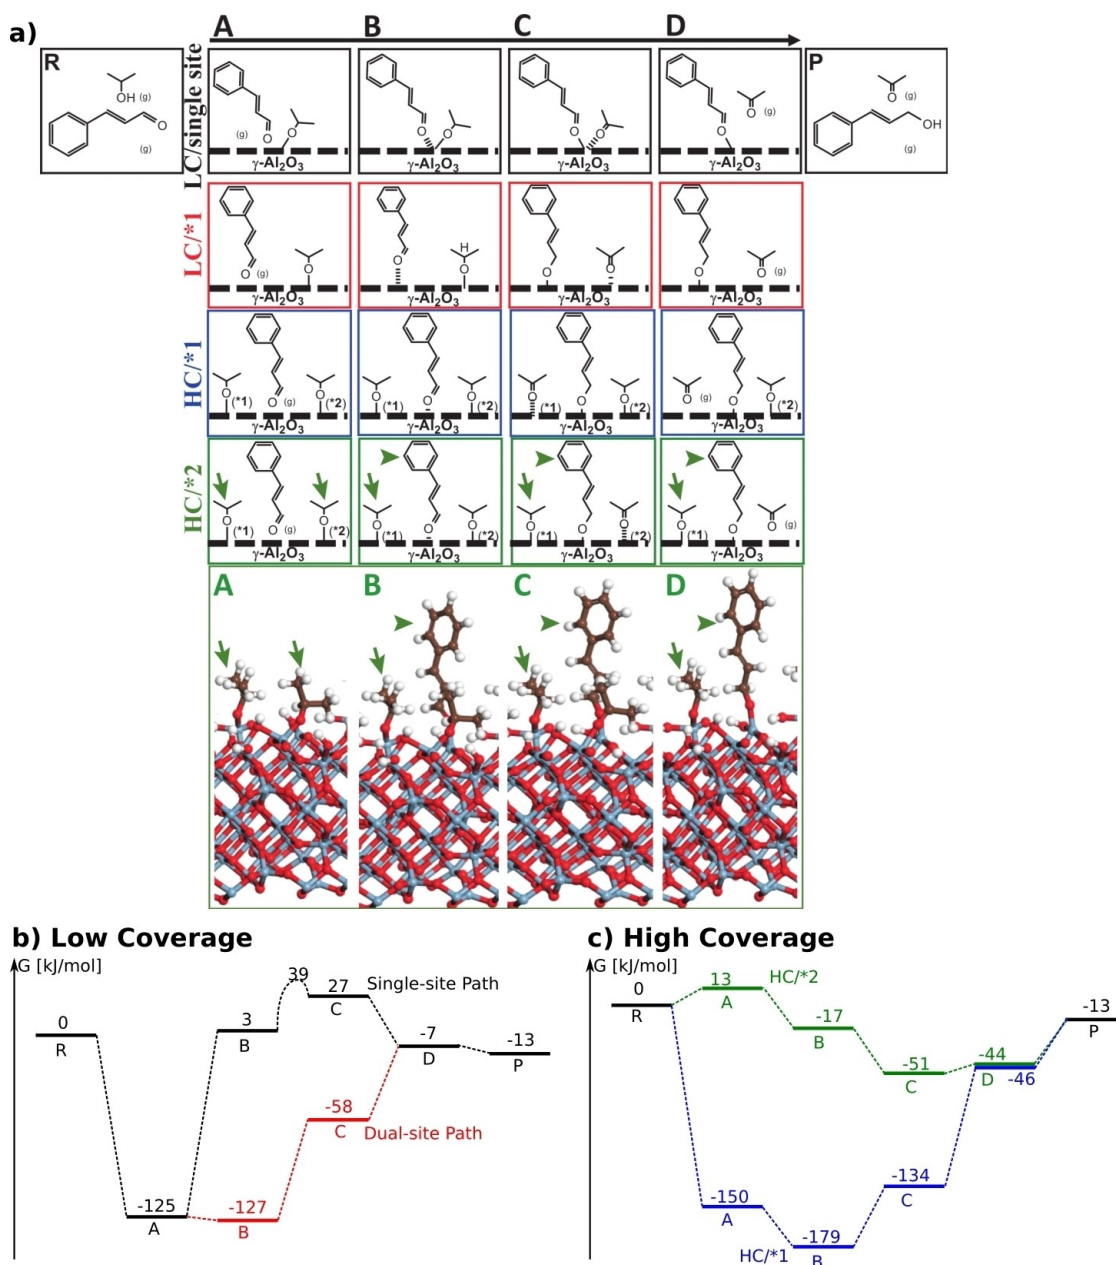 a)
A B C D
R
OH (g)
O
(g)
LC/single site
(g) O O
γ-Al₂O₃
O O
γ-Al₂O₃
O O
γ-Al₂O₃
O O (g)
γ-Al₂O₃
P
O (g)
OH
(g)
LC/*1
O (g) O
γ-Al₂O₃
O H O
γ-Al₂O₃
O O
γ-Al₂O₃
O O (g)
γ-Al₂O₃
HC/*1
O (*1) O (g) O (*2)
γ-Al₂O₃
O (*1) O O (*2)
γ-Al₂O₃
O (*1) O O (*2)
γ-Al₂O₃
O (g) O O (*2)
γ-Al₂O₃
HC/*2
O (*1) O (g) O (*2)
γ-Al₂O₃
O (*1) O O (*2)
γ-Al₂O₃
O (*1) O O (*2)
γ-Al₂O₃
O (*1) O O (g)
γ-Al₂O₃
A B C D
b) Low Coverage
G [kJ/mol]
0
R
-125
A
3
B
39
27
C
Single-site Path
-7
D
-13
P
-127
B
-58
C
Dual-site Path
c) High Coverage
G [kJ/mol]
0
R
13
A
HC/*2
-17
B
-51
C
-44
D
-46
-13
P
-150
A
HC/*1
-179
B
-134
C